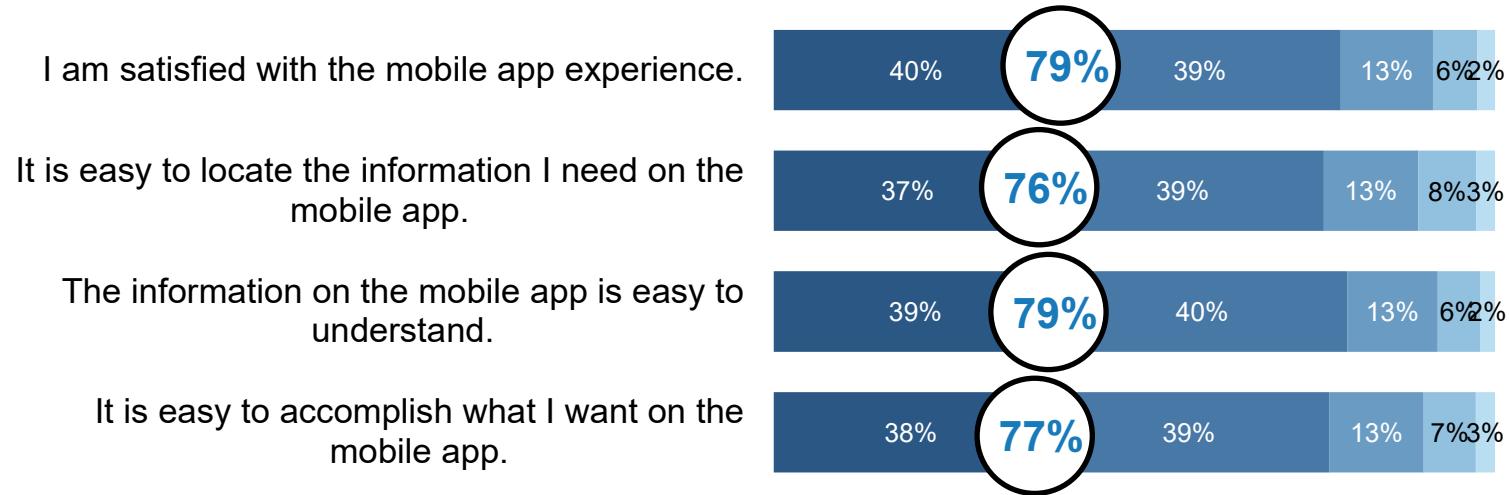 I am satisfied with the mobile app experience.
40% 79% 39% 13% 6% 2%
It is easy to locate the information I need on the
mobile app.
37% 76% 39% 13% 8% 3%
The information on the mobile app is easy to
understand.
39% 79% 40% 13% 6% 2%
It is easy to accomplish what I want on the
mobile app.
38% 77% 39% 13% 7% 3%